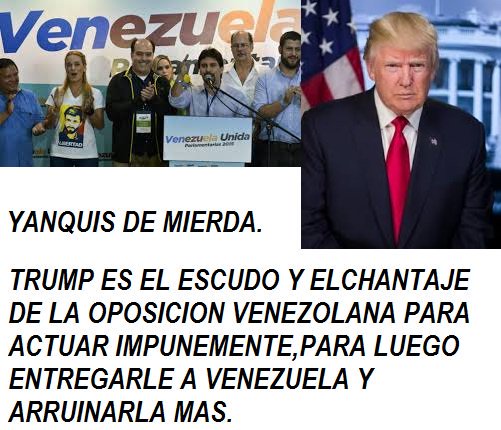 Venezuela
Parlamentarias
LIBERTAD
Venezuela Unida
Parlamentarias 2015
YANQUIS DE MIERDA.
TRUMP ES EL ESCUDO Y ELCHANTAJE
DE LA OPOSICION VENEZOLANA PARA
ACTUAR IMPUNEMENTE,PARA LUEGO
ENTREGARLE A VENEZUELA Y
ARRUINARLA MAS.